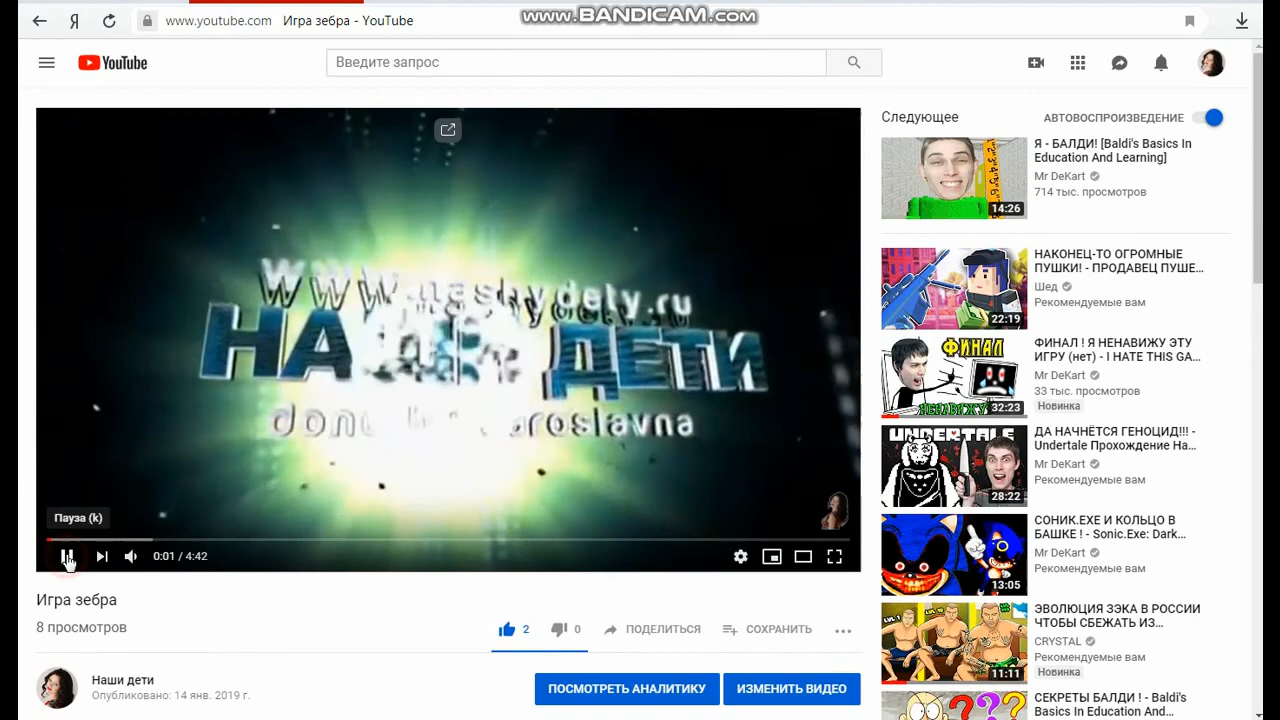 www.youtube.com Игра зебра - YouTube
www.BANDICAM.com
YouTube
Введите запрос
www.nashydety.ru
НА ДЕТИ
Пауза (k)
0:01 / 4:42
Игра зебра
8 просмотров
2
0
ПОДЕЛИТЬСЯ
СОХРАНИТЬ
Наши дети
Опубликовано: 14 янв. 2019 г.
ПОСМОТРЕТЬ АНАЛИТИКУ
ИЗМЕНИТЬ ВИДЕО
Следующее
АВТОВОСПРОИЗВЕДЕНИЕ
14:26
Я - БАЛДИ! [Baldi's Basics In
Education And Learning]
Mr DeKart
714 тыс. просмотров
22:19
НАКОНЕЦ-ТО ОГРОМНЫЕ
ПУШКИ! - ПРОДАВЕЦ ПУШЕ...
Шед
Рекомендуемые вам
ФИНАЛ
НЕНАВИЖУ
32:23
ФИНАЛ ! Я НЕНАВИЖУ ЭТУ
ИГРУ (нет) - I HATE THIS GA...
Mr DeKart
33 тыс. просмотров
Новинка
UNDERTALE
28:22
ДА НАЧНЁТСЯ ГЕНОЦИД!!! -
Undertale Прохождение На...
Mr DeKart
Рекомендуемые вам
13:05
СОНИК.EXE И КОЛЬЦО В
БАШКЕ ! - Sonic.Exe: Dark...
Mr DeKart
Рекомендуемые вам
11:11
ЭВОЛЮЦИЯ ЗЭКА В РОССИИ
ЧТОБЫ СБЕЖАТЬ ИЗ...
CRYSTAL
Рекомендуемые вам
Новинка
СЕКРЕТЫ БАЛДИ ! - Baldi's
Basics In Education And...